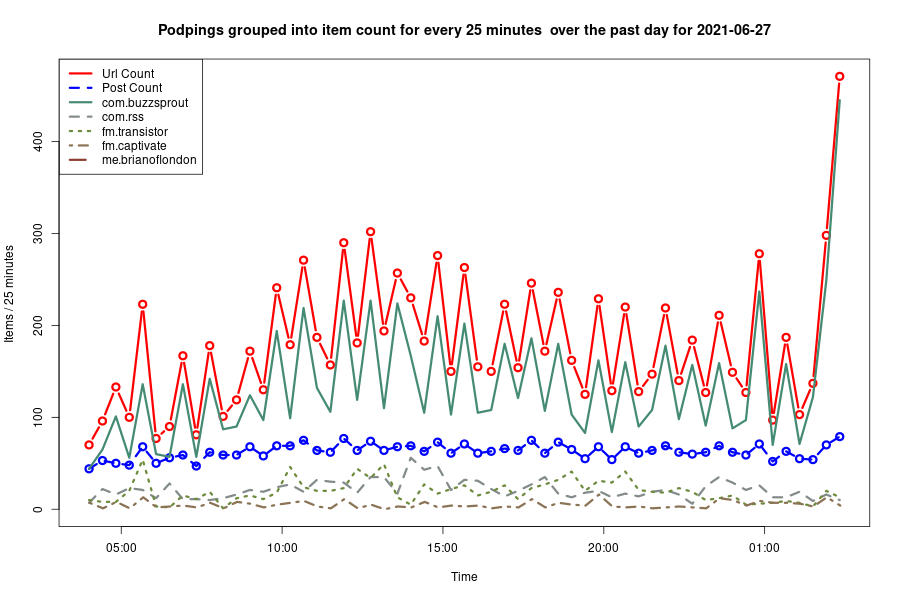 Podpings grouped into item count for every 25 minutes  over the past day for 2021-06-27
Url Count
Post Count
com.buzzsprout
com.rss
fm.transistor
fm.captivate
me.brianoflondon
Items / 25 minutes
400
300
200
100
0
05:00
10:00
15:00
20:00
01:00
Time